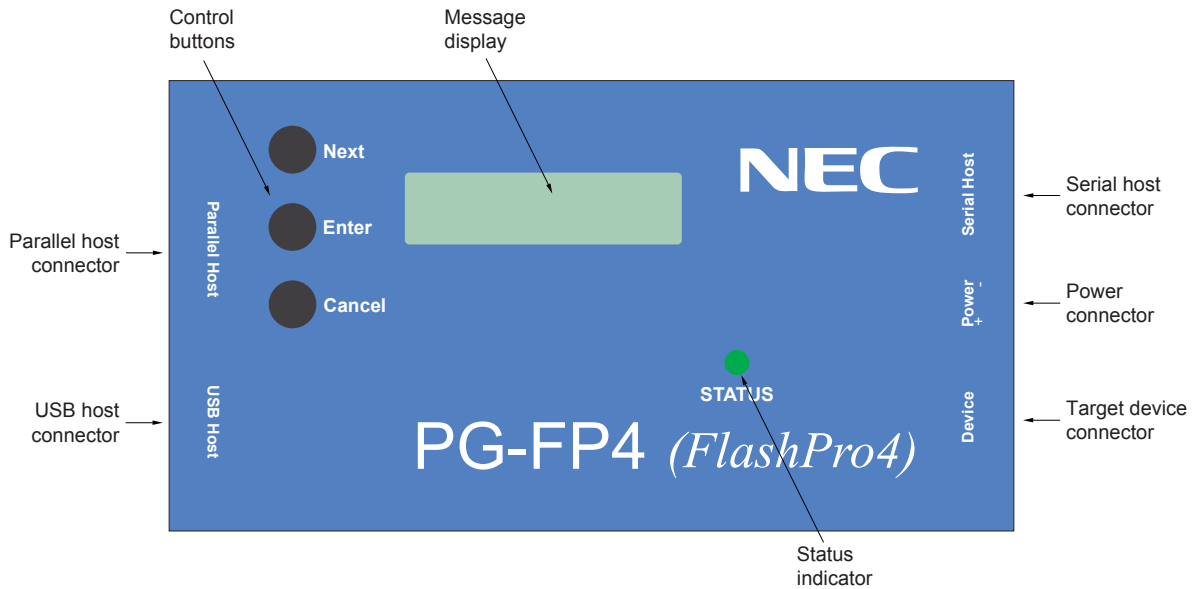 Control
buttons
Message
display
Next
NEC
Serial Host
Serial host
connector
Parallel Host
Enter
Parallel host
connector
Cancel
Power
- +
Power
connector
STATUS
USB Host
USB host
connector
Device
Target device
connector
PG-FP4 (FlashPro4)
Status
indicator